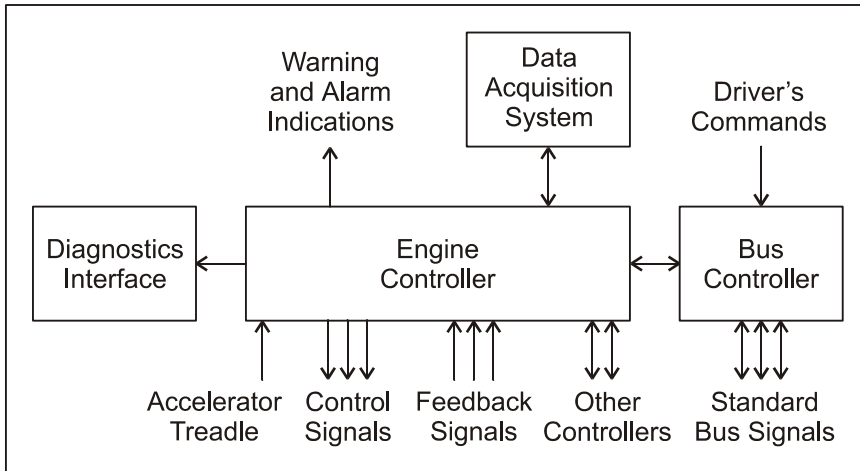 Warning
and Alarm
Indications
Data
Acquisition
System
Driver's
Commands
Diagnostics
Interface
Engine
Controller
Bus
Controller
Accelerator
Treadle
Control
Signals
Feedback
Signals
Other
Controllers
Standard
Bus Signals